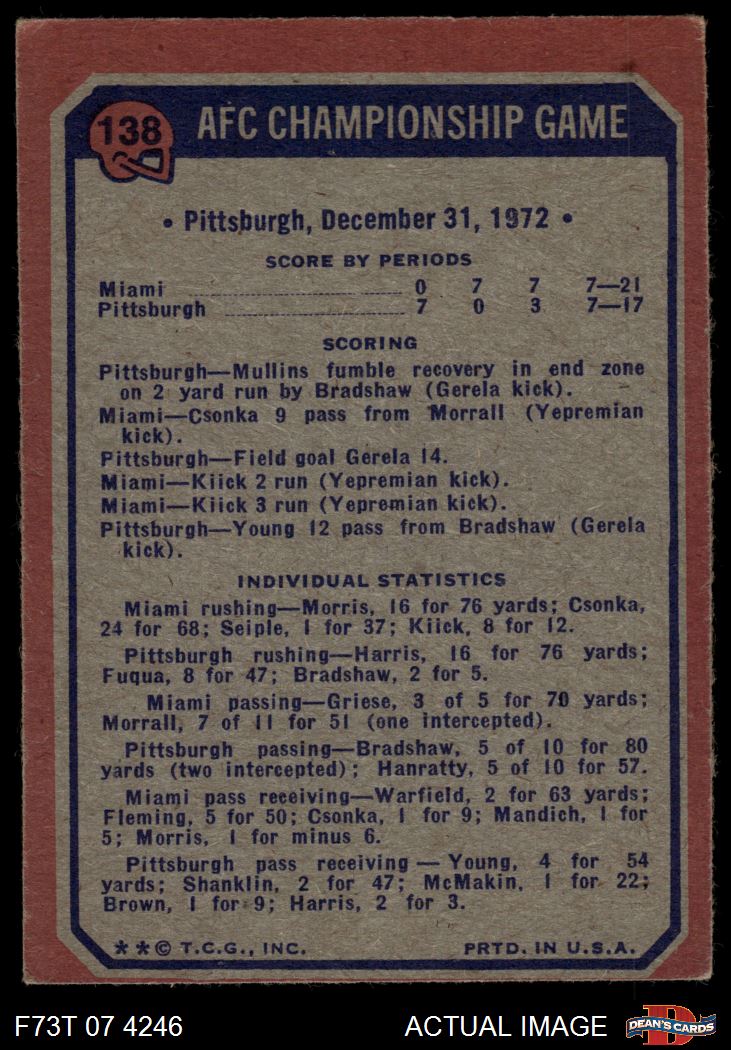 138
AFC CHAMPIONSHIP GAME
• Pittsburgh, December 31, 1972 •
SCORE BY PERIODS
Miami 0 7 7 7—21
Pittsburgh 7 0 3 7—17
SCORING
Pittsburgh—Mullins fumble recovery in end zone
on 2 yard run by Bradshaw (Gerela kick).
Miami—Csonka 9 pass from Morrall (Yepremian
kick).
Pittsburgh—Field goal Gerela 14.
Miami—Kiick 2 run (Yepremian kick).
Miami—Kiick 3 run (Yepremian kick).
Pittsburgh—Young 12 pass from Bradshaw (Gerela
kick).
INDIVIDUAL STATISTICS
Miami rushing—Morris, 16 for 76 yards; Csonka,
24 for 68; Seiple, 1 for 37; Kiick, 8 for 12.
Pittsburgh rushing—Harris, 16 for 76 yards;
Fuqua, 8 for 47; Bradshaw, 2 for 5.
Miami passing—Griese, 3 of 5 for 70 yards;
Morrall, 7 of 11 for 51 (one intercepted).
Pittsburgh passing—Bradshaw, 5 of 10 for 80
yards (two intercepted); Hanratty, 5 of 10 for 57.
Miami pass receiving—Warfield, 2 for 63 yards;
Fleming, 5 for 50; Csonka, 1 for 9; Mandich, 1 for
5; Morris, 1 for minus 6.
Pittsburgh pass receiving — Young, 4 for 54
yards; Shanklin, 2 for 47; McMakin, 1 for 22;
Brown, 1 for 9; Harris, 2 for 3.
**© T.C.G., INC. PRTD. IN U.S.A.
F73T 07 4246 ACTUAL IMAGE D DEAN'S CARDS